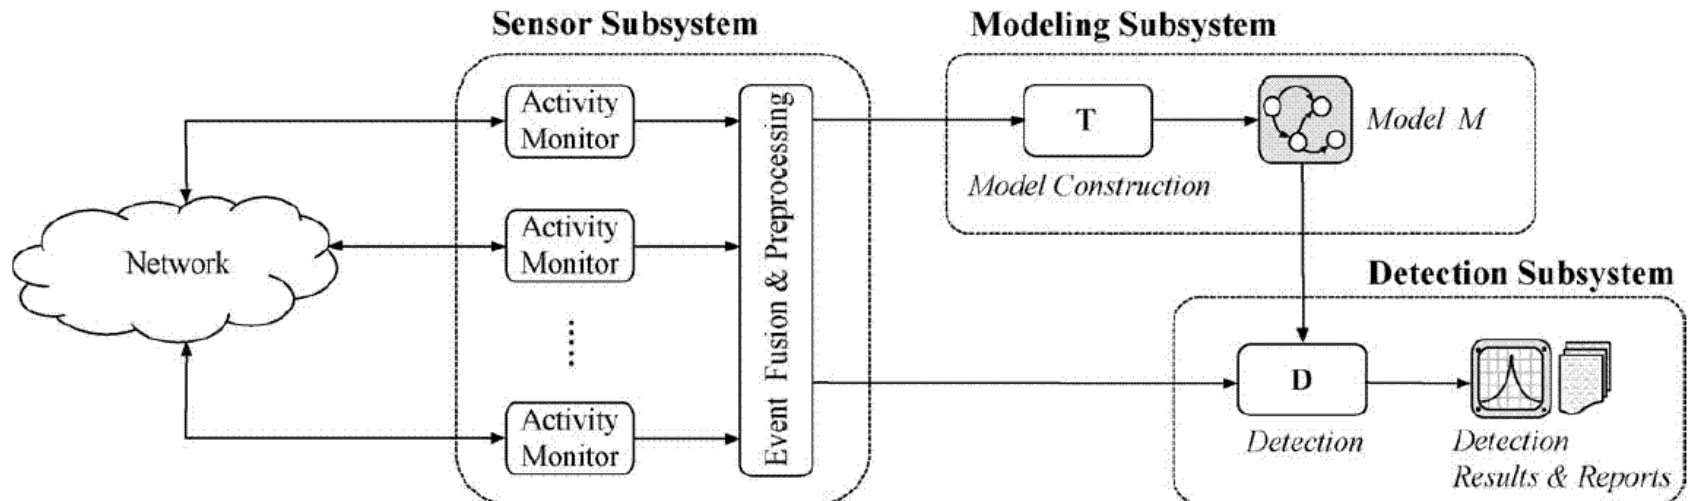 Sensor Subsystem
Modeling Subsystem
Activity
Monitor
Activity
Monitor
Activity
Monitor
Event Fusion & Preprocessing
T
Model Construction
Model M
Network
Detection Subsystem
D
Detection
Detection
Results & Reports